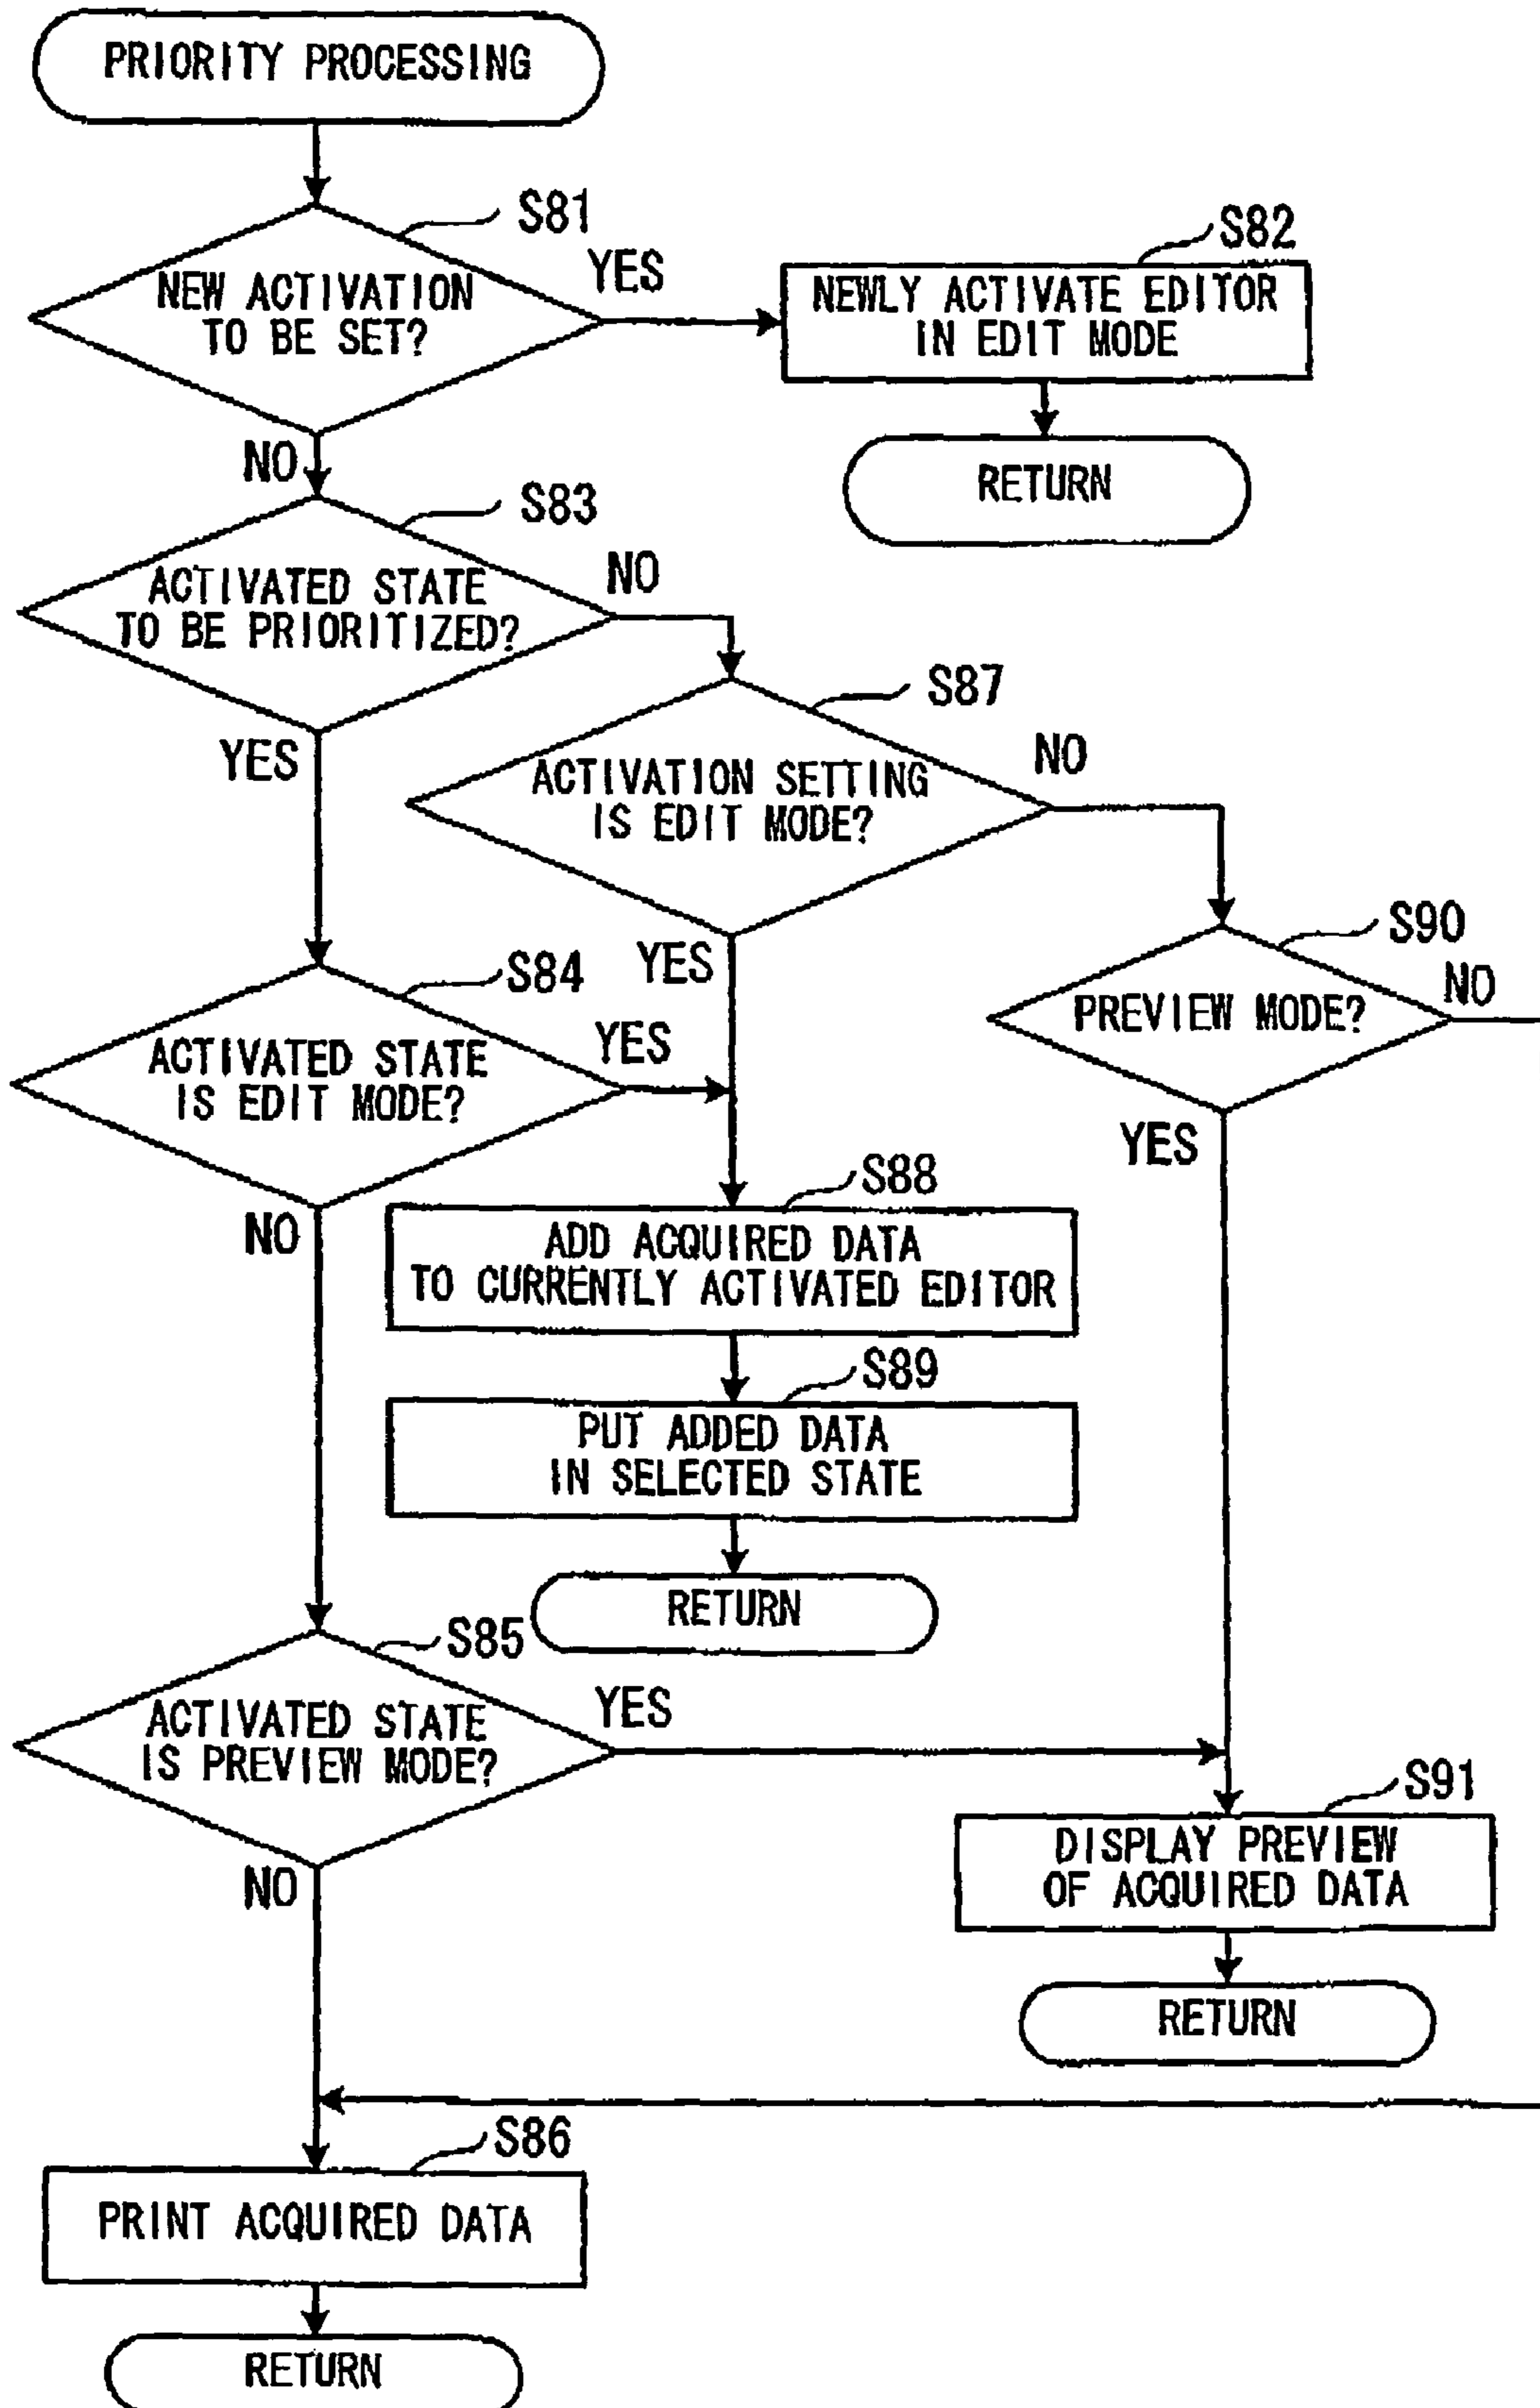 PRIORITY PROCESSING
S81
NEW ACTIVATION
TO BE SET?
YES
S82
NEWLY ACTIVATE EDITOR
IN EDIT MODE
RETURN
NO
S83
ACTIVATED STATE
TO BE PRIORITIZED?
NO
YES
S87
ACTIVATION SETTING
IS EDIT MODE?
NO
YES
S90
PREVIEW MODE?
NO
YES
S84
ACTIVATED STATE
IS EDIT MODE?
YES
NO
S88
ADD ACQUIRED DATA
TO CURRENTLY ACTIVATED EDITOR
S89
PUT ADDED DATA
IN SELECTED STATE
RETURN
S85
ACTIVATED STATE
IS PREVIEW MODE?
YES
NO
S91
DISPLAY PREVIEW
OF ACQUIRED DATA
RETURN
S86
PRINT ACQUIRED DATA
RETURN